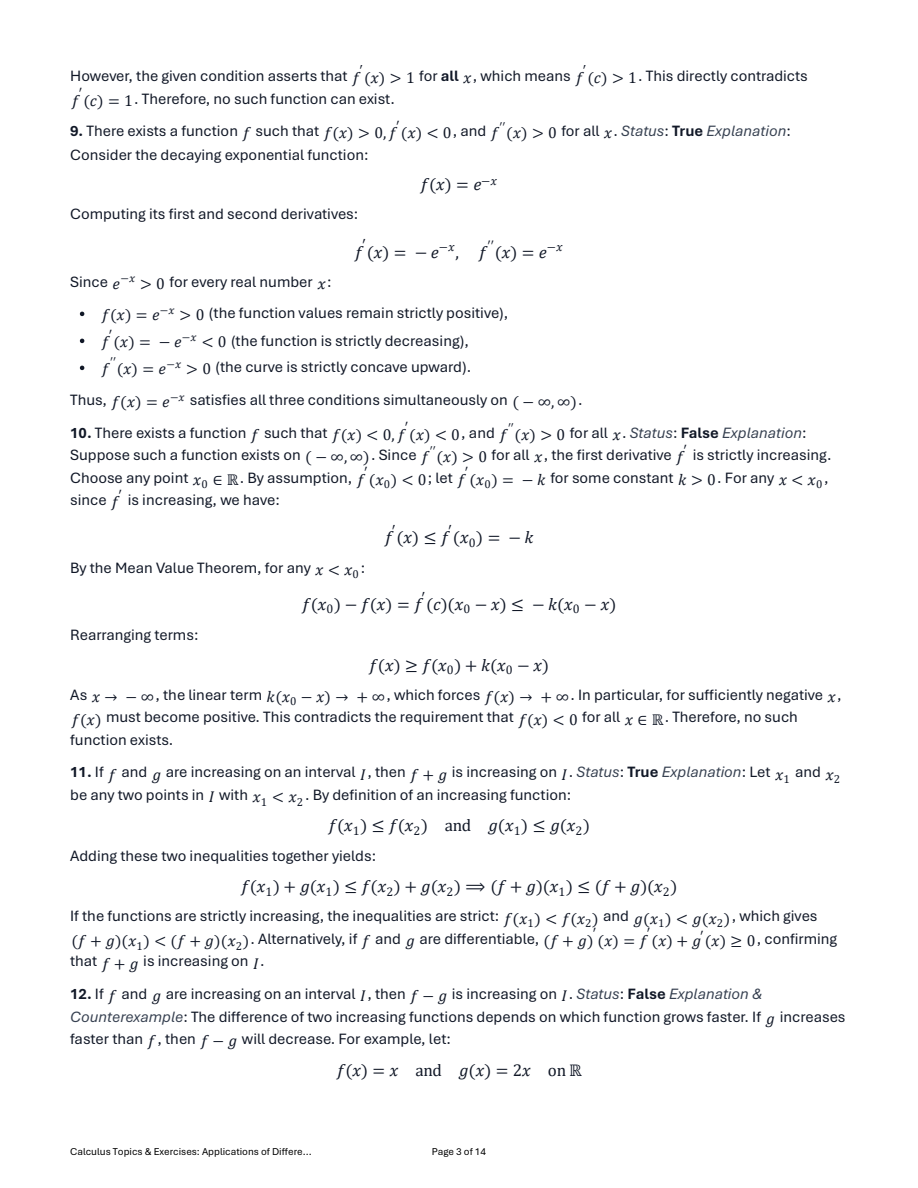 However, the given condition asserts that f′(x) > 1 for all x, which means f′(c) > 1. This directly contradicts
f′(c) = 1. Therefore, no such function can exist.
9. There exists a function f such that f(x) > 0, f′(x) < 0, and f″(x) > 0 for all x. Status: True Explanation:
Consider the decaying exponential function:
f(x) = e⁻ˣ
Computing its first and second derivatives:
f′(x) = − e⁻ˣ, f″(x) = e⁻ˣ
Since e⁻ˣ > 0 for every real number x:
• f(x) = e⁻ˣ > 0 (the function values remain strictly positive),
• f′(x) = − e⁻ˣ < 0 (the function is strictly decreasing),
• f″(x) = e⁻ˣ > 0 (the curve is strictly concave upward).
Thus, f(x) = e⁻ˣ satisfies all three conditions simultaneously on ( − ∞, ∞).
10. There exists a function f such that f(x) < 0, f′(x) < 0, and f″(x) > 0 for all x. Status: False Explanation:
Suppose such a function exists on ( − ∞, ∞). Since f″(x) > 0 for all x, the first derivative f′ is strictly increasing.
Choose any point x₀ ∈ ℝ. By assumption, f′(x₀) < 0; let f′(x₀) = − k for some constant k > 0. For any x < x₀,
since f′ is increasing, we have:
f′(x) ≤ f′(x₀) = − k
By the Mean Value Theorem, for any x < x₀:
f(x₀) − f(x) = f′(c)(x₀ − x) ≤ − k(x₀ − x)
Rearranging terms:
f(x) ≥ f(x₀) + k(x₀ − x)
As x → − ∞, the linear term k(x₀ − x) → + ∞, which forces f(x) → + ∞. In particular, for sufficiently negative x,
f(x) must become positive. This contradicts the requirement that f(x) < 0 for all x ∈ ℝ. Therefore, no such
function exists.
11. If f and g are increasing on an interval I, then f + g is increasing on I. Status: True Explanation: Let x₁ and x₂
be any two points in I with x₁ < x₂. By definition of an increasing function:
f(x₁) ≤ f(x₂) and g(x₁) ≤ g(x₂)
Adding these two inequalities together yields:
f(x₁) + g(x₁) ≤ f(x₂) + g(x₂) ⟹ (f + g)(x₁) ≤ (f + g)(x₂)
If the functions are strictly increasing, the inequalities are strict: f(x₁) < f(x₂) and g(x₁) < g(x₂), which gives
(f + g)(x₁) < (f + g)(x₂). Alternatively, if f and g are differentiable, (f + g)′(x) = f′(x) + g′(x) ≥ 0, confirming
that f + g is increasing on I.
12. If f and g are increasing on an interval I, then f − g is increasing on I. Status: False Explanation &
Counterexample: The difference of two increasing functions depends on which function grows faster. If g increases
faster than f, then f − g will decrease. For example, let:
f(x) = x and g(x) = 2x on ℝ
Calculus Topics & Exercises: Applications of Differe... Page 3 of 14